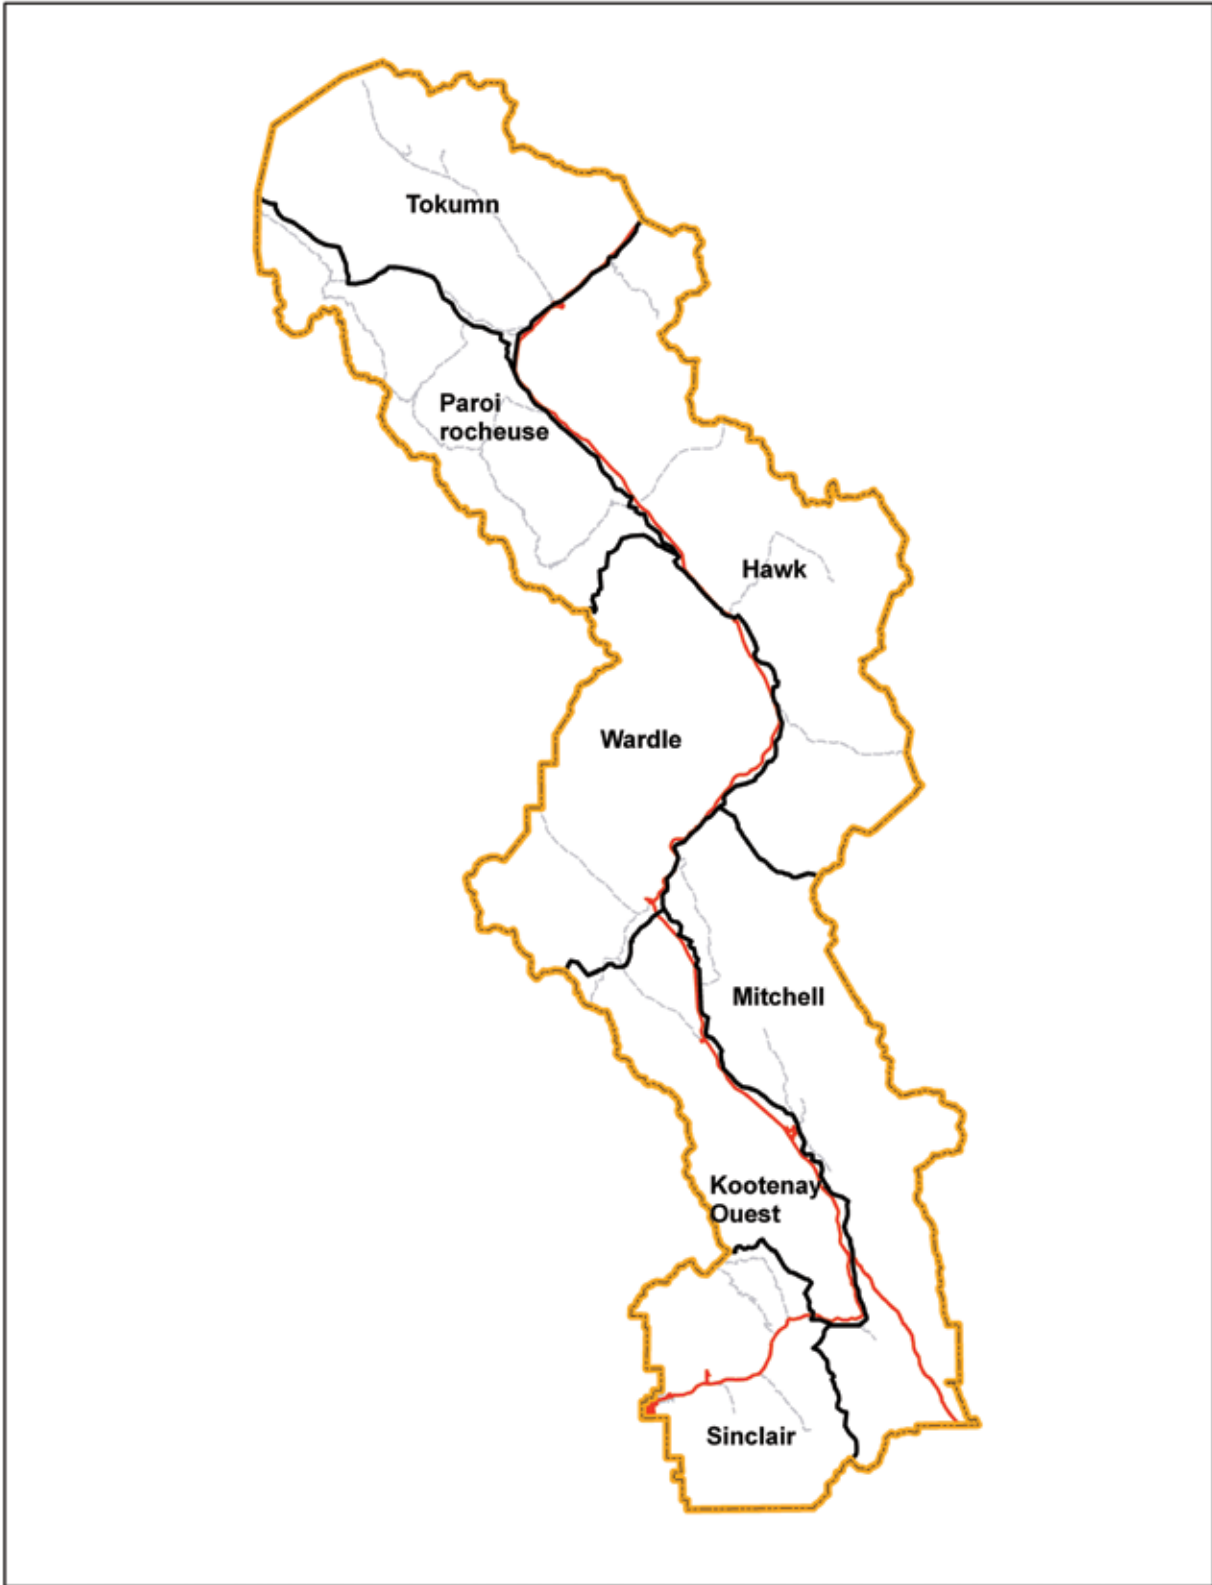 Tokumn
Paroi
rocheuse
Hawk
Wardle
Mitchell
Kootenay
Ouest
Sinclair